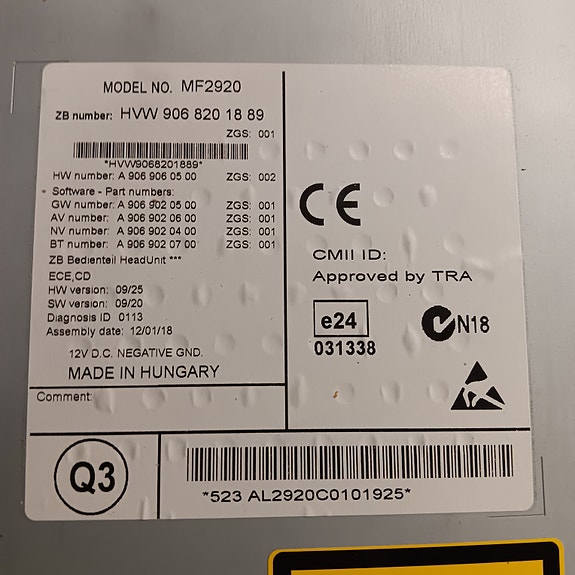 MODEL NO. MF2920
ZB number: HVW 906 820 18 89
ZGS: 001
*HVW9068201889*
HW number: A 906 906 05 00 ZGS: 002
Software - Part numbers:
GW number: A 906 902 05 00 ZGS: 001
AV number: A 906 902 06 00 ZGS: 001
NV number: A 906 902 04 00 ZGS: 001
BT number: A 906 902 07 00 ZGS: 001
ZB Bedienteil HeadUnit ***
ECE,CD
HW version: 09/25
SW version: 09/20
Diagnosis ID 0113
Assembly date: 12/01/18
12V D.C. NEGATIVE GND.
MADE IN HUNGARY
Comment:
CE
CMII ID:
Approved by TRA
e24
031338
N18
Q3
*523 AL2920C0101925*